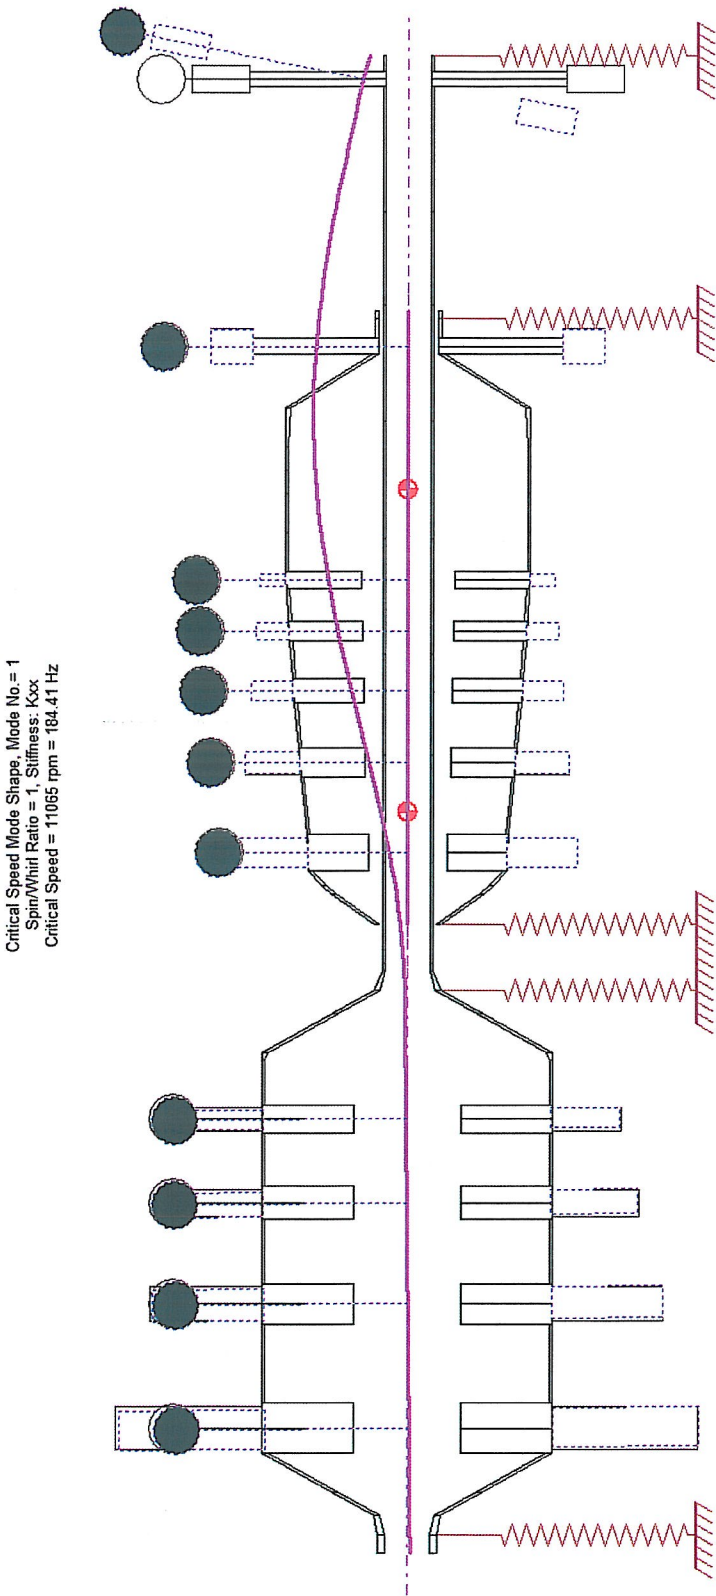 Critical Speed Mode Shape, Mode No.= 1
Spin/Whirl Ratio = 1, Stiffness: Kxx
Critical Speed = 11065 rpm = 184.41 Hz